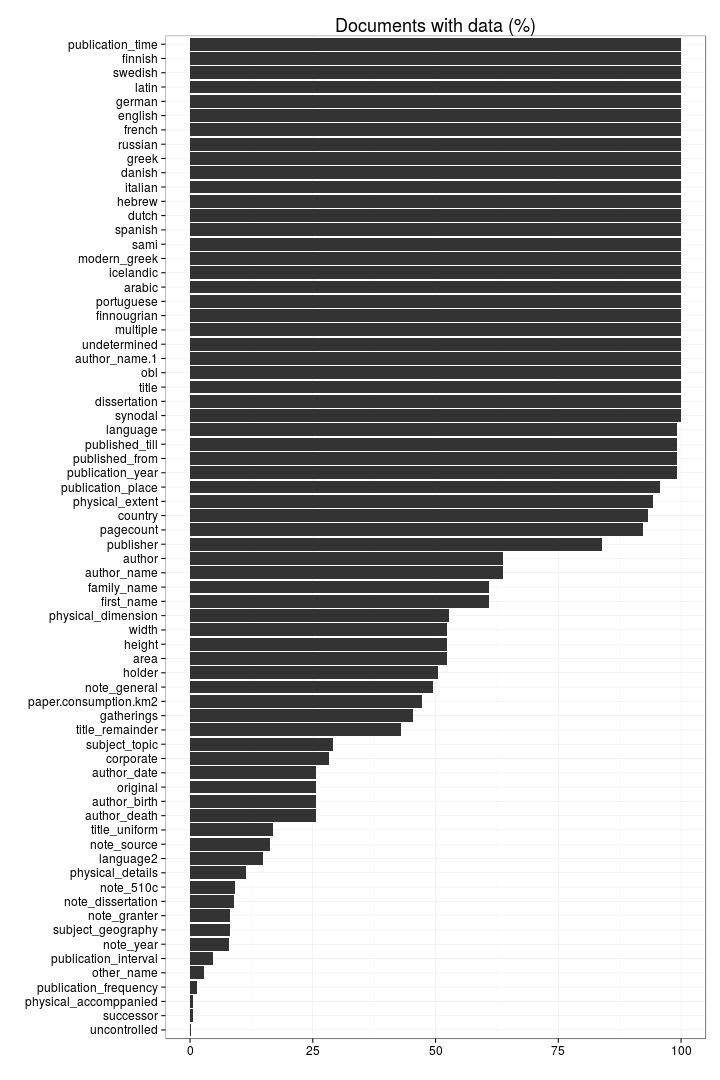 Documents with data (%)
publication_time
finnish
swedish
latin
german
english
french
russian
greek
danish
italian
hebrew
dutch
spanish
sami
modern_greek
icelandic
arabic
portuguese
finnougrian
multiple
undetermined
author_name.1
obl
title
dissertation
synodal
language
published_till
published_from
publication_year
publication_place
physical_extent
country
pagecount
publisher
author
author_name
family_name
first_name
physical_dimension
width
height
area
holder
note_general
paper.consumption.km2
gatherings
title_remainder
subject_topic
corporate
author_date
original
author_birth
author_death
title_uniform
note_source
language2
physical_details
note_510c
note_dissertation
note_granter
subject_geography
note_year
publication_interval
other_name
publication_frequency
physical_accomppanied
successor
uncontrolled
0 25 50 75 100